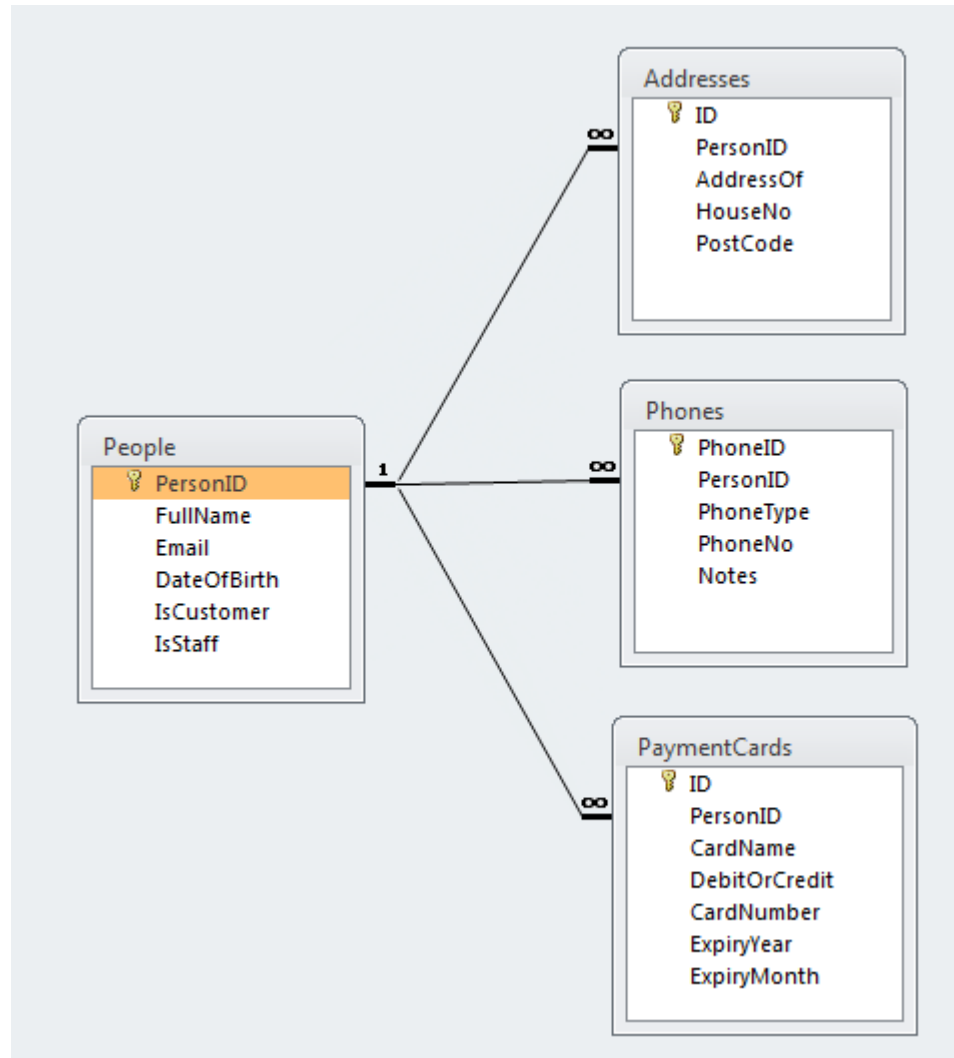 Addresses
ID
PersonID
AddressOf
HouseNo
PostCode
∞
Phones
PhoneID
PersonID
PhoneType
PhoneNo
Notes
∞
People
PersonID
FullName
Email
DateOfBirth
IsCustomer
IsStaff
1
PaymentCards
ID
PersonID
CardName
DebitOrCredit
CardNumber
ExpiryYear
ExpiryMonth
∞